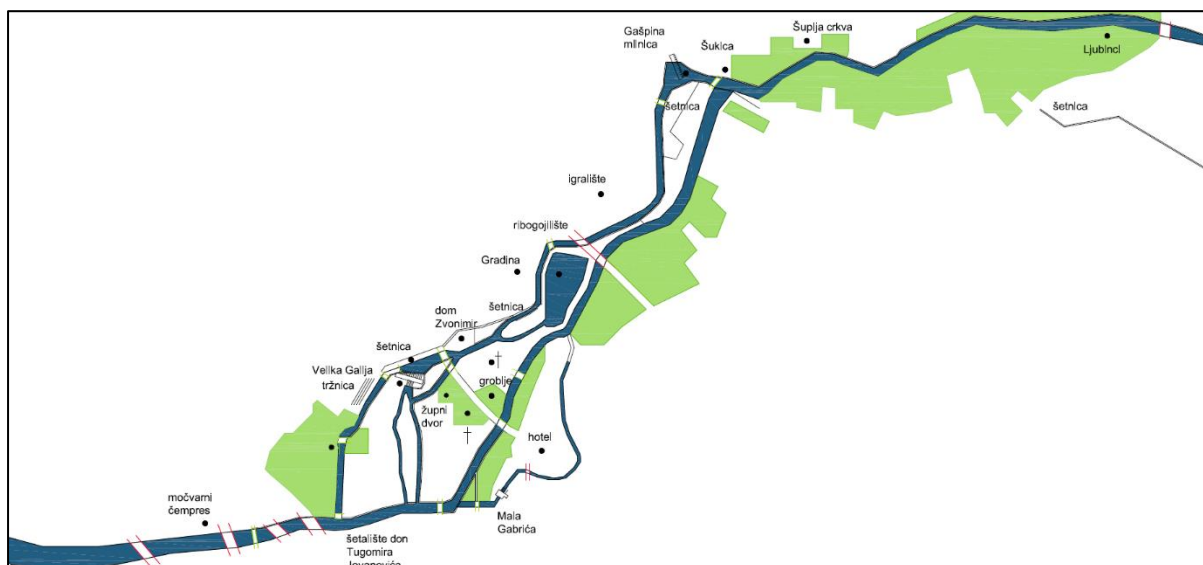 Gašpina
mlinica
Šukica
Šuplja crkva
Ljubinci
šetnica
šetnica
igralište
ribogojilište
Gradina
šetnica
dom
Zvonimir
šetnica
Velika Galija
tržnica
groblje
župni
dvor
hotel
močvarni
čempres
Mala
Gabrića
šetalište don
Tugomira
Jovanovića